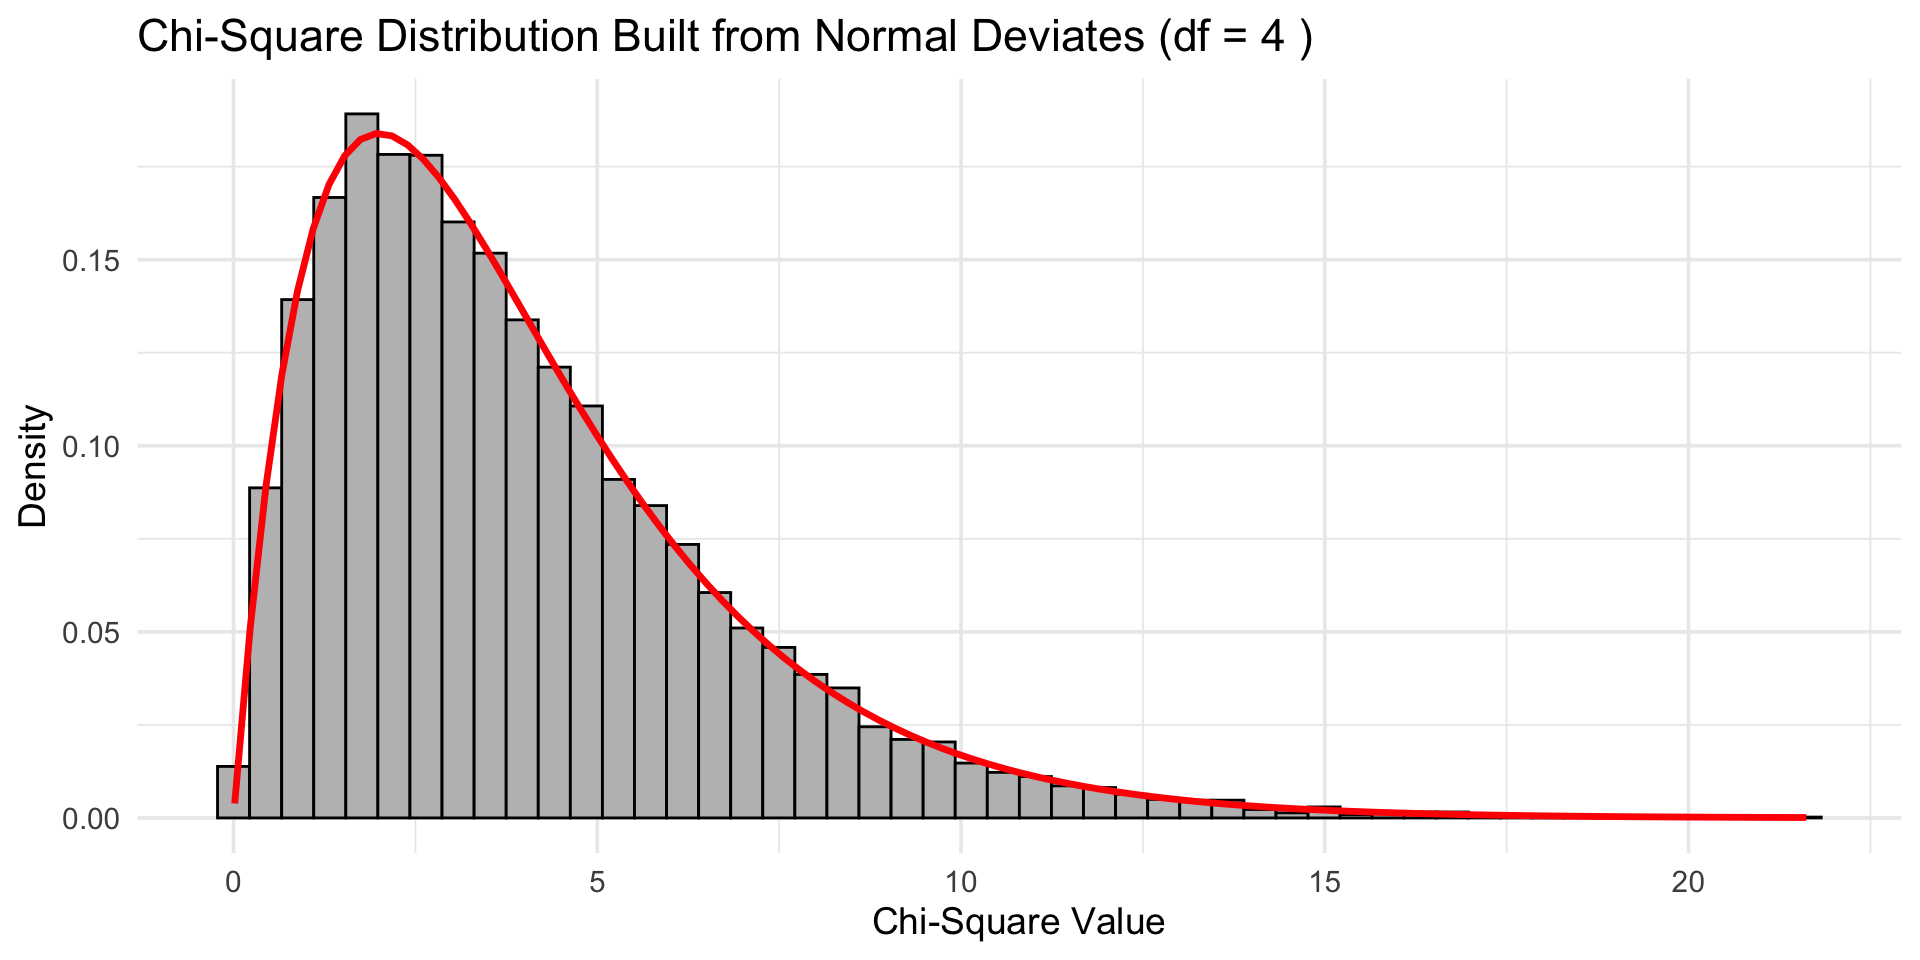 Chi-Square Distribution Built from Normal Deviates (df = 4 )
Density
0.15
0.10
0.05
0.00
0 5 10 15 20
Chi-Square Value